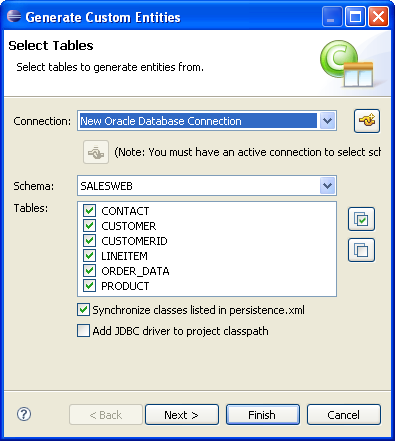 Generate Custom Entities
Select Tables
Select tables to generate entities from.
Connection: New Oracle Database Connection
(Note: You must have an active connection to select sch
Schema: SALESWEB
Tables:
CONTACT
CUSTOMER
CUSTOMERID
LINEITEM
ORDER_DATA
PRODUCT
Synchronize classes listed in persistence.xml
Add JDBC driver to project classpath
? < Back Next > Finish Cancel